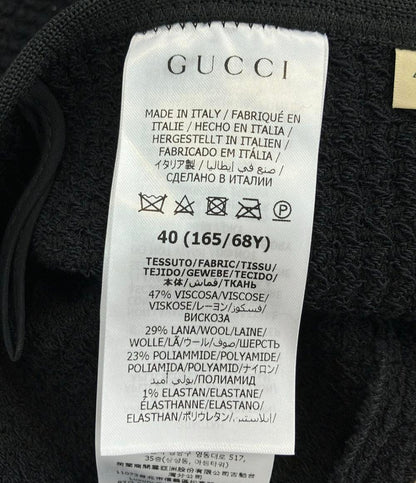 GUCCI
MADE IN ITALY / FABRIQUÉ EN
ITALIE / HECHO EN ITALIA /
HERGESTELLT IN ITALIEN /
FABRICADO EM ITÁLIA /
イタリア製 / صنع في إيطاليا /
СДЕЛАНО В ИТАЛИИ
P
40 (165/68Y)
TESSUTO/FABRIC/TISSU/
TEJIDO/GEWEBE/TECIDO/
本体/قماش/ТКАНЬ
47% VISCOSA/VISCOSE/
VISKOSE/レーヨン/فسكوز/
ВИСКОЗА
29% LANA/WOOL/LAINE/
WOLLE/LÃ/ウール/صوف/ШЕРСТЬ
23% POLIAMMIDE/POLYAMIDE/
POLIAMIDA/POLYAMID/ナイロン/
بولي أميد/ПОЛИАМИД
1% ELASTAN/ELASTANE/
ELASTHANNE/ELASTANO/
ELASTHAN/ポリウレタン/إيلاستين/
517,